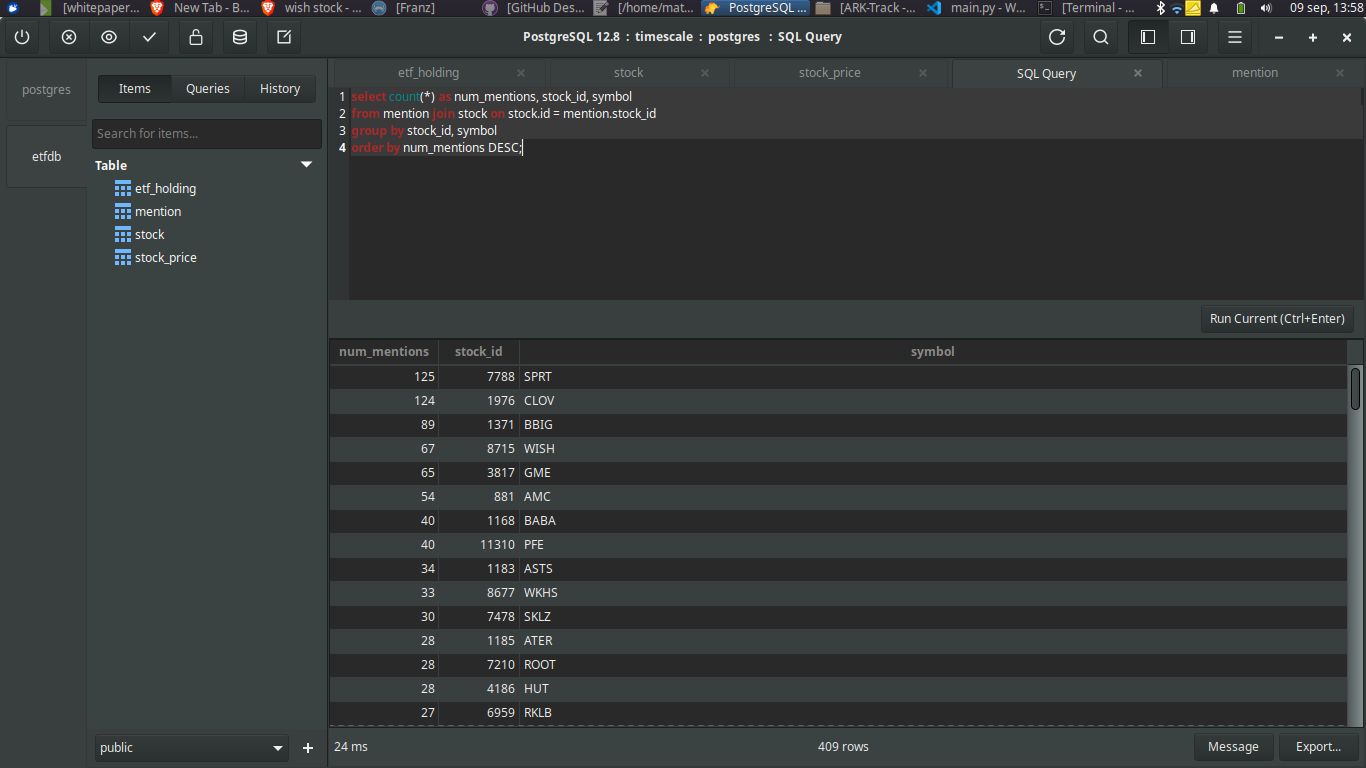 [whitepaper... New Tab - B... wish stock - ... [Franz] [GitHub Des... [/home/mat... PostgreSQL ... [ARK-Track -... main.py - W... [Terminal - ... 09 sep, 13:58
PostgreSQL 12.8 : timescale : postgres : SQL Query
postgres
etfdb
Items Queries History
Search for items...
Table
etf_holding
mention
stock
stock_price
public +
etf_holding × stock × stock_price × SQL Query × mention ×
1 select count(*) as num_mentions, stock_id, symbol
2 from mention join stock on stock.id = mention.stock_id
3 group by stock_id, symbol
4 order by num_mentions DESC;
Run Current (Ctrl+Enter)
num_mentions stock_id symbol
125 7788 SPRT
124 1976 CLOV
89 1371 BBIG
67 8715 WISH
65 3817 GME
54 881 AMC
40 1168 BABA
40 11310 PFE
34 1183 ASTS
33 8677 WKHS
30 7478 SKLZ
28 1185 ATER
28 7210 ROOT
28 4186 HUT
27 6959 RKLB
24 ms 409 rows Message Export...